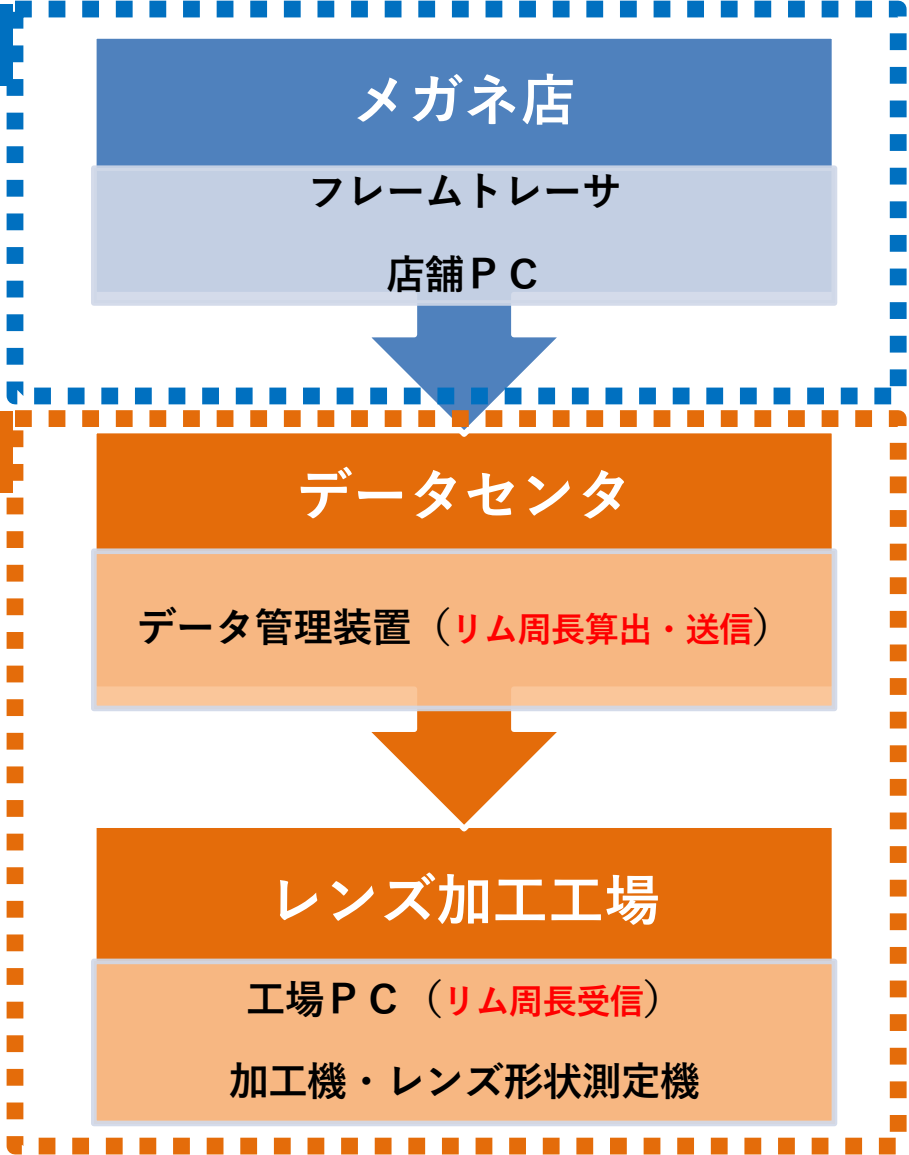 メガネ店
フレームトレーサ
店舗ＰＣ
データセンタ
データ管理装置（リム周長算出・送信）
レンズ加工工場
工場ＰＣ（リム周長受信）
加工機・レンズ形状測定機